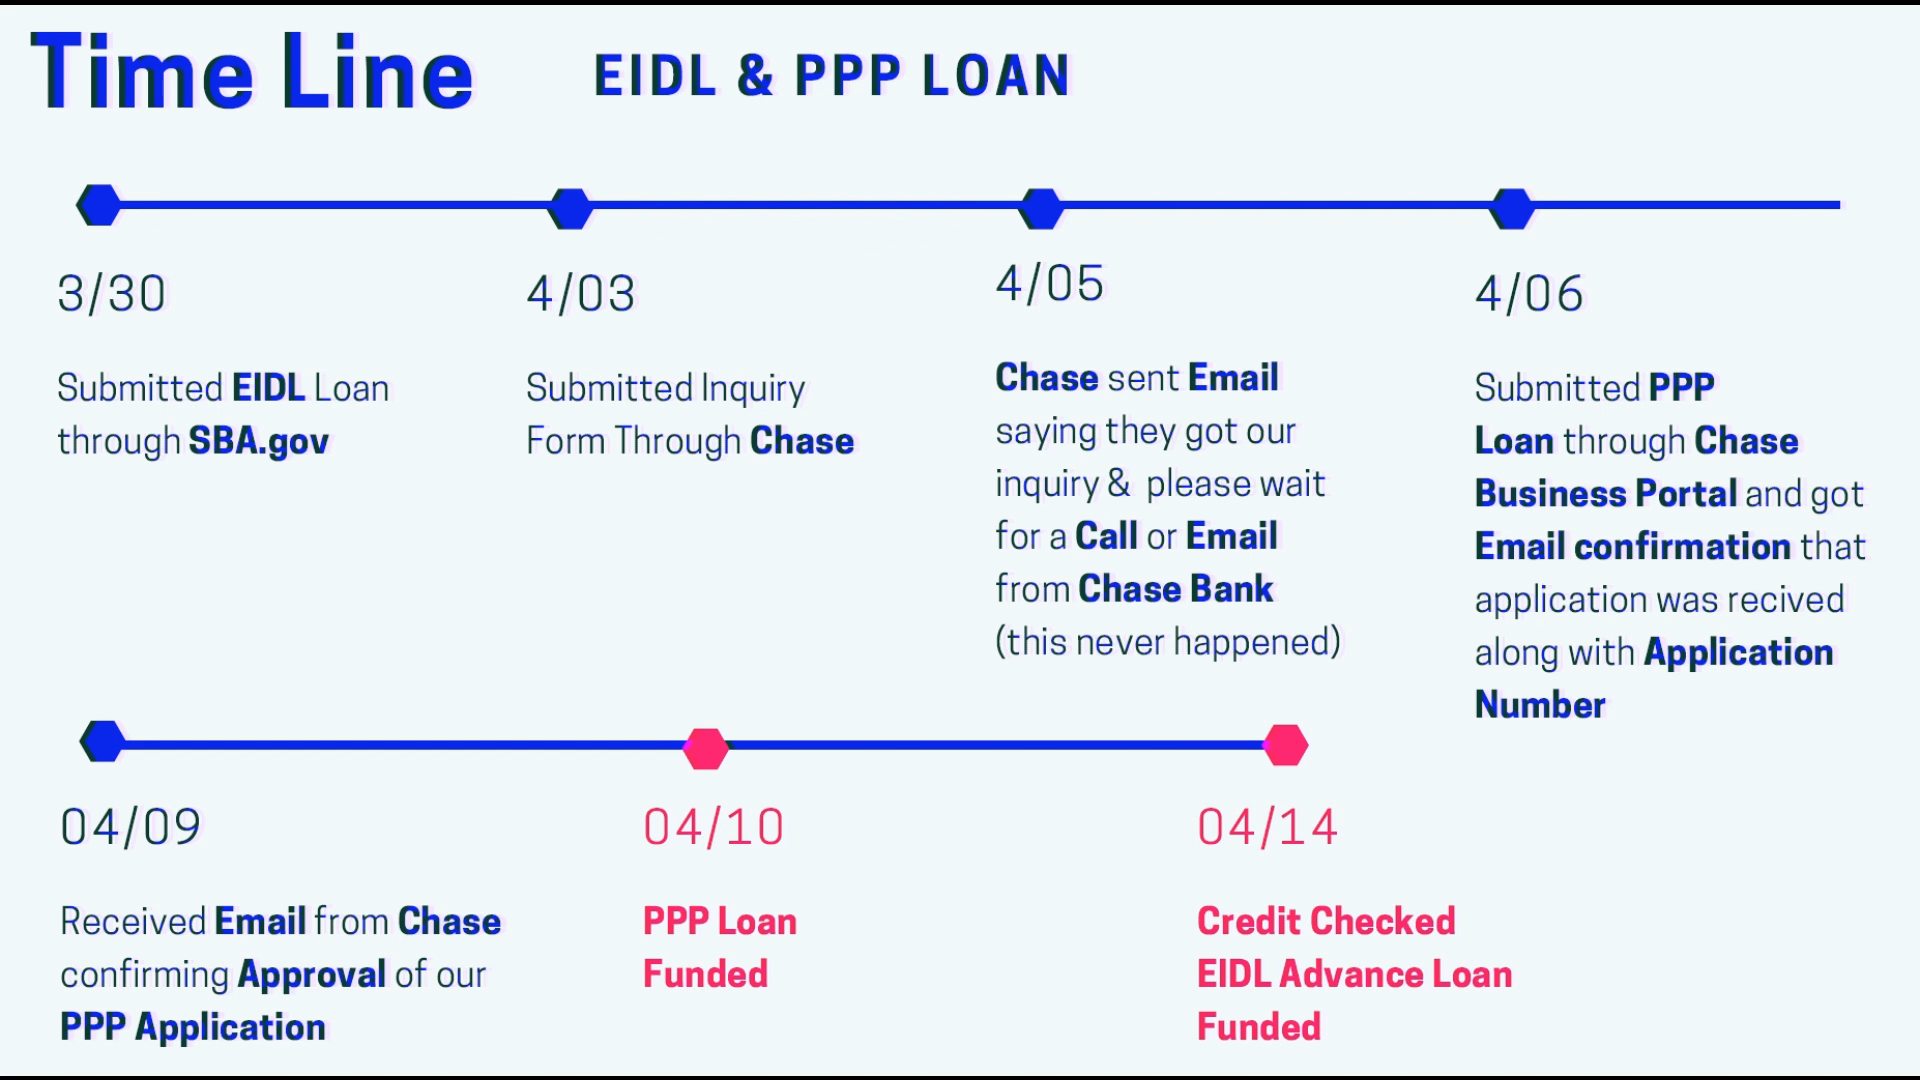 Time Line
EIDL & PPP LOAN
3/30
Submitted EIDL Loan
through SBA.gov
4/03
Submitted Inquiry
Form Through Chase
4/05
Chase sent Email
saying they got our
inquiry & please wait
for a Call or Email
from Chase Bank
(this never happened)
4/06
Submitted PPP
Loan through Chase
Business Portal and got
Email confirmation that
application was recived
along with Application
Number
04/09
Received Email from Chase
confirming Approval of our
PPP Application
04/10
PPP Loan
Funded
04/14
Credit Checked
EIDL Advance Loan
Funded